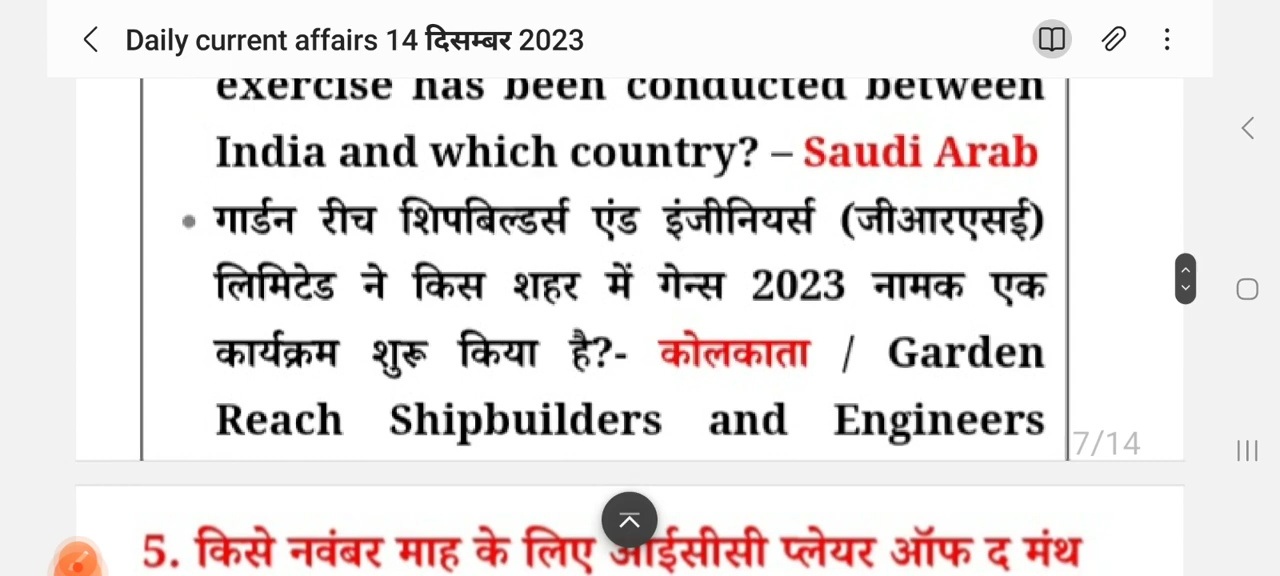 Daily current affairs 14 दिसम्बर 2023
exercise has been conducted between
India and which country? – Saudi Arab
• गार्डन रीच शिपबिल्डर्स एंड इंजीनियर्स (जीआरएसई)
लिमिटेड ने किस शहर में गेन्स 2023 नामक एक
कार्यक्रम शुरू किया है?- कोलकाता / Garden
Reach Shipbuilders and Engineers
7/14
5. किसे नवंबर माह के लिए आईसीसी प्लेयर ऑफ द मंथ